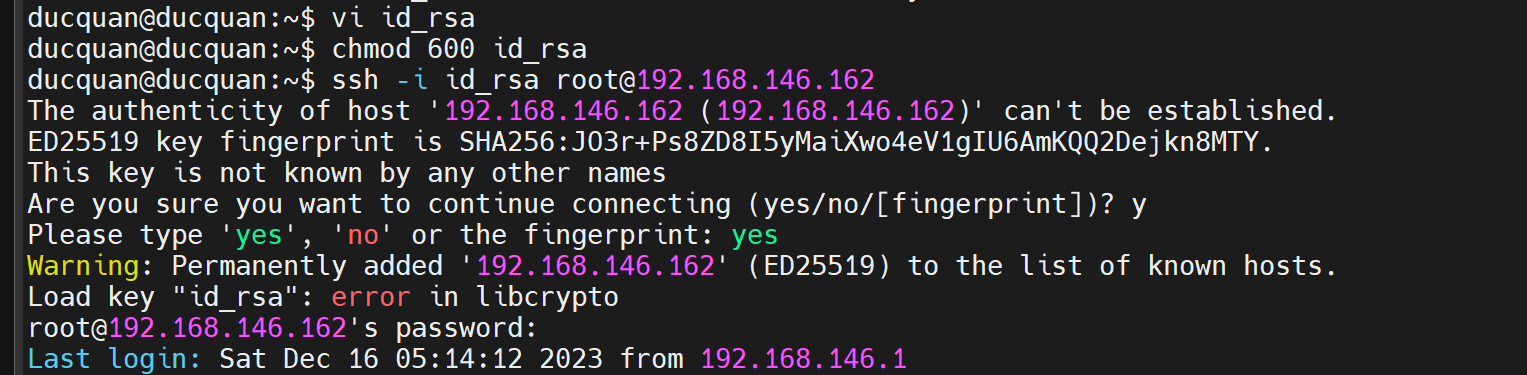 ducquan@ducquan:~$ vi id_rsa
ducquan@ducquan:~$ chmod 600 id_rsa
ducquan@ducquan:~$ ssh -i id_rsa root@192.168.146.162
The authenticity of host '192.168.146.162 (192.168.146.162)' can't be established.
ED25519 key fingerprint is SHA256:JO3r+Ps8ZD8I5yMaiXwo4eV1gIU6AmKQQ2Dejkn8MTY.
This key is not known by any other names
Are you sure you want to continue connecting (yes/no/[fingerprint])? y
Please type 'yes', 'no' or the fingerprint: yes
Warning: Permanently added '192.168.146.162' (ED25519) to the list of known hosts.
Load key "id_rsa": error in libcrypto
root@192.168.146.162's password:
Last login: Sat Dec 16 05:14:12 2023 from 192.168.146.1